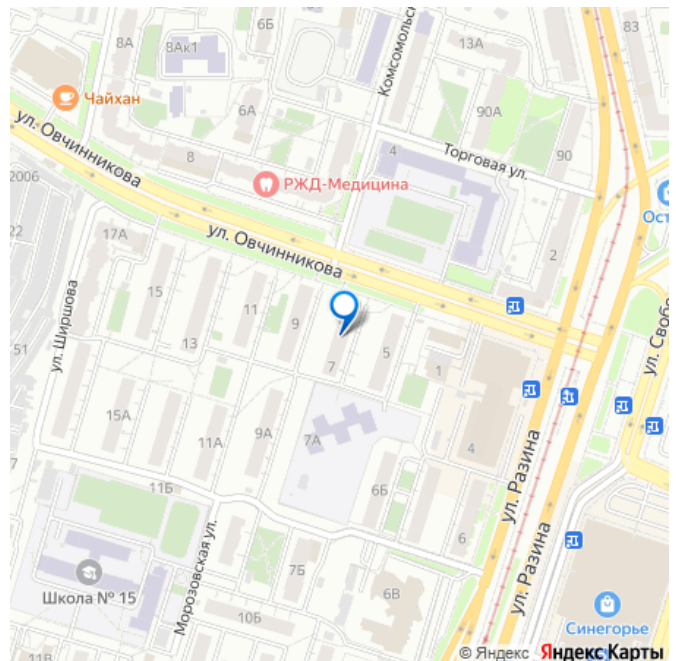 6Б
13А
83
8А
8Ак1
Комсомольск
Чайхан
6А
90А
ул. Овчинникова
8
4
Торговая ул.
90
2006
РЖД-Медицина
Ост
22
17А
ул. Овчинникова
2
ул. Ширшова
15
11
9
ул. Свобо
51
13
7
5
1
15А
11А
9А
7А
4
ул. Разина
7
11Б
6Б
Морозовская ул.
6
7Б
ул. Разина
Школа № 15
6В
10Б
Синегорье
11В
© Яндекс Яндекс Карты